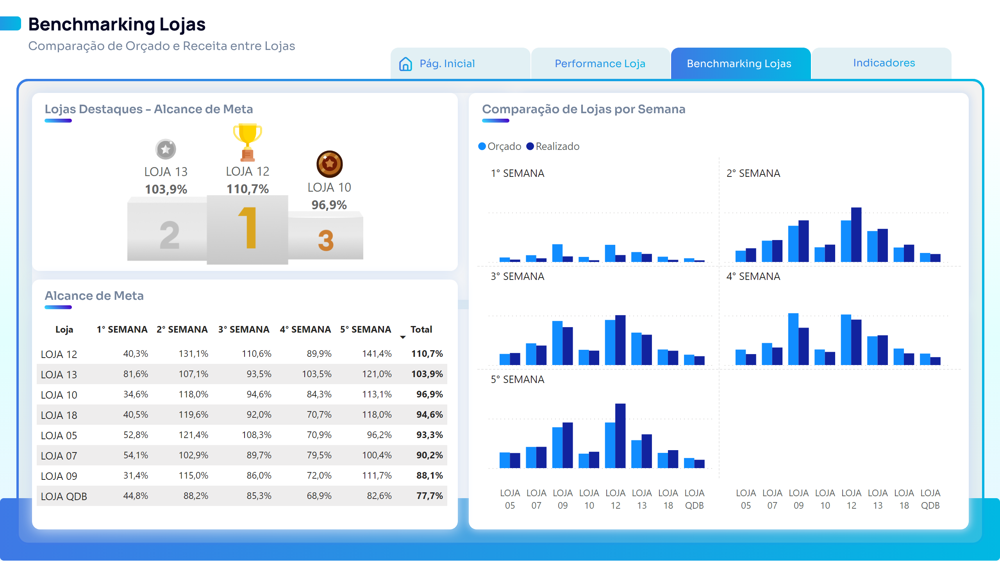 Benchmarking Lojas
Comparação de Orçado e Receita entre Lojas
Pág. Inicial
Performance Loja
Benchmarking Lojas
Indicadores
Lojas Destaques - Alcance de Meta
LOJA 13
103,9%
LOJA 12
110,7%
LOJA 10
96,9%
2
1
3
Alcance de Meta
Loja 1° SEMANA 2° SEMANA 3° SEMANA 4° SEMANA 5° SEMANA Total
LOJA 12 40,3% 131,1% 110,6% 89,9% 141,4% 110,7%
LOJA 13 81,6% 107,1% 93,5% 103,5% 121,0% 103,9%
LOJA 10 34,6% 118,0% 94,6% 84,3% 113,1% 96,9%
LOJA 18 40,5% 119,6% 92,0% 70,7% 118,0% 94,6%
LOJA 05 52,8% 121,4% 108,3% 70,9% 96,2% 93,3%
LOJA 07 54,1% 102,9% 89,7% 79,5% 100,4% 90,2%
LOJA 09 31,4% 115,0% 86,0% 72,0% 111,7% 88,1%
LOJA QDB 44,8% 88,2% 85,3% 68,9% 82,6% 77,7%
Comparação de Lojas por Semana
Orçado Realizado
1° SEMANA
2° SEMANA
3° SEMANA
4° SEMANA
5° SEMANA
LOJA LOJA LOJA LOJA LOJA LOJA LOJA LOJA
05 07 09 10 12 13 18 QDB
LOJA LOJA LOJA LOJA LOJA LOJA LOJA LOJA
05 07 09 10 12 13 18 QDB